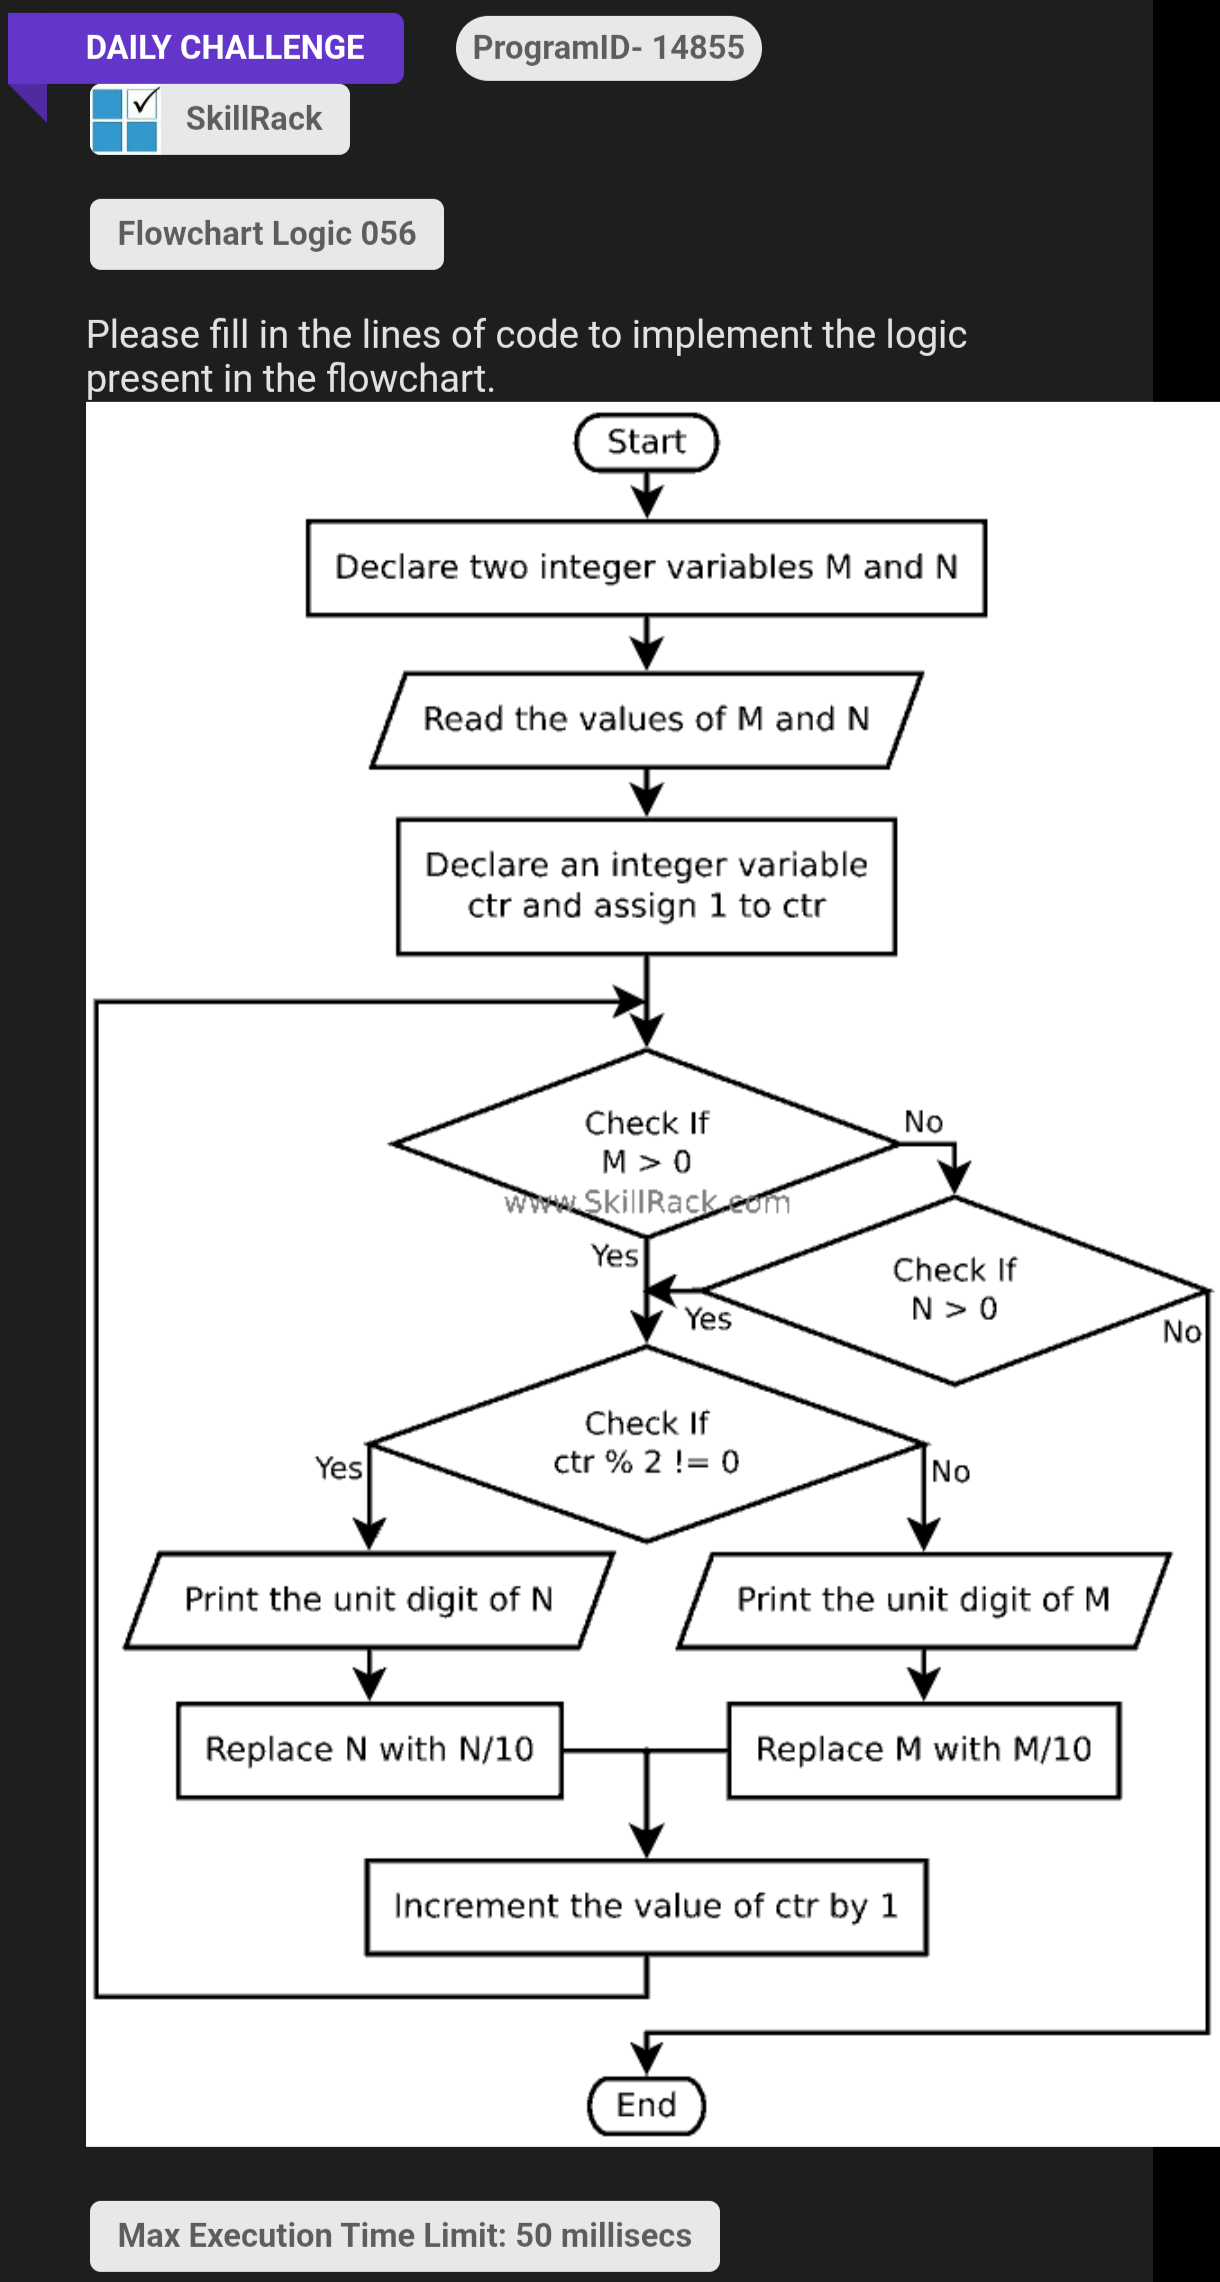 DAILY CHALLENGE
ProgramID- 14855
SkillRack
Flowchart Logic 056
Please fill in the lines of code to implement the logic
present in the flowchart.
Start
Declare two integer variables M and N
Read the values of M and N
Declare an integer variable
ctr and assign 1 to ctr
Check If
M > 0
No
www.SkillRack.com
Yes
Check If
N > 0
Yes
No
Check If
ctr % 2 != 0
Yes
No
Print the unit digit of N
Print the unit digit of M
Replace N with N/10
Replace M with M/10
Increment the value of ctr by 1
End
Max Execution Time Limit: 50 millisecs